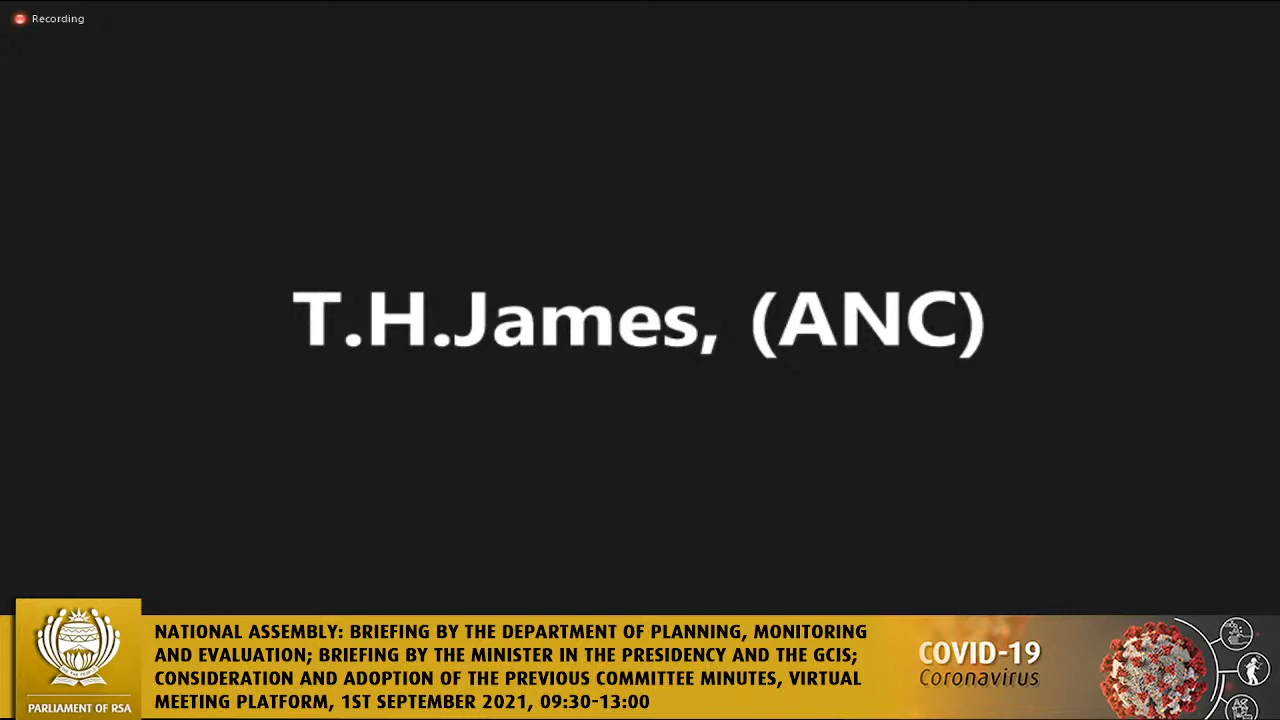 Recording
T.H.James, (ANC)
NATIONAL ASSEMBLY: BRIEFING BY THE DEPARTMENT OF PLANNING, MONITORING
AND EVALUATION; BRIEFING BY THE MINISTER IN THE PRESIDENCY AND THE GCIS;
CONSIDERATION AND ADOPTION OF THE PREVIOUS COMMITTEE MINUTES, VIRTUAL
MEETING PLATFORM, 1ST SEPTEMBER 2021, 09:30-13:00
PARLIAMENT OF RSA
COVID-19
Coronavirus